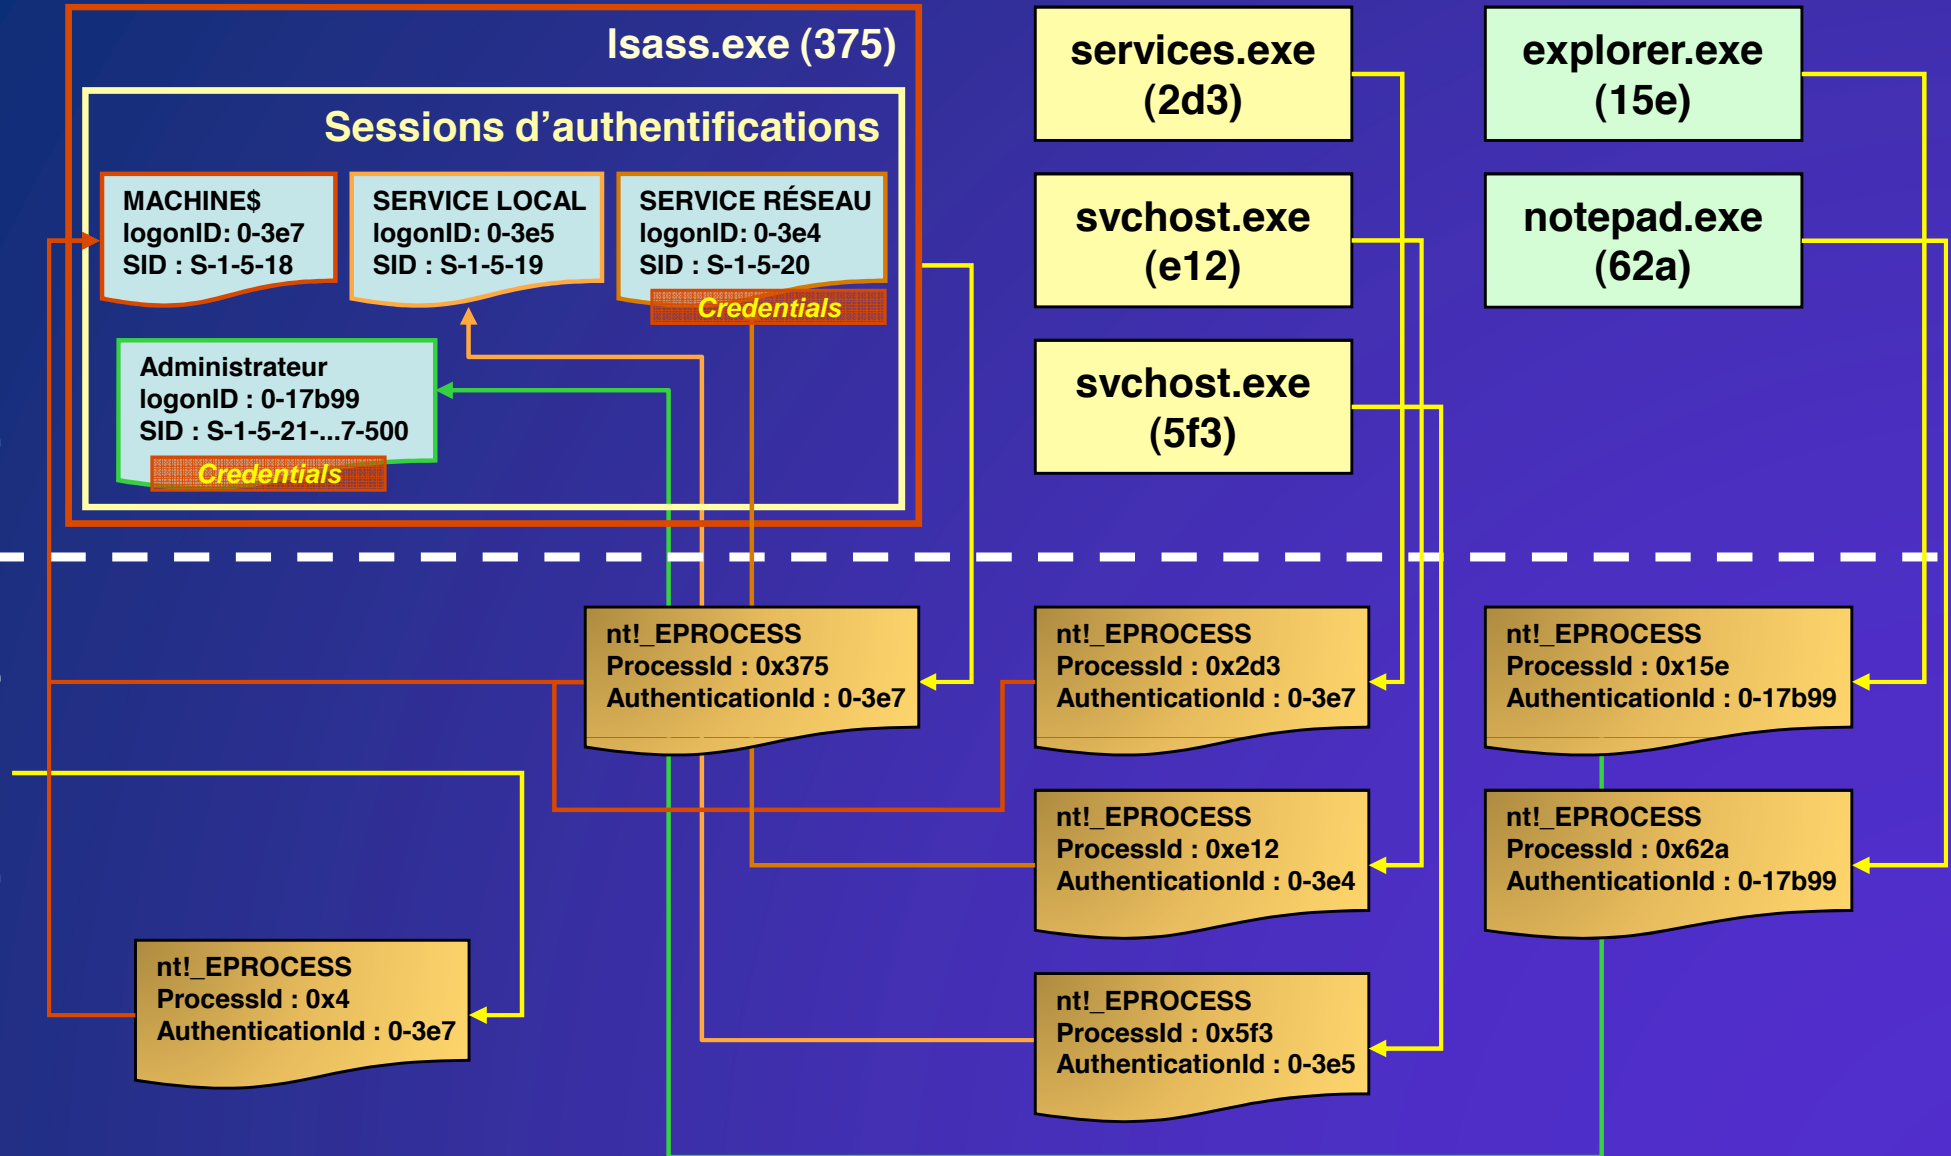 lsass.exe (375)
Sessions d’authentifications
MACHINE$
logonID: 0-3e7
SID : S-1-5-18
SERVICE LOCAL
logonID: 0-3e5
SID : S-1-5-19
SERVICE RÉSEAU
logonID: 0-3e4
SID : S-1-5-20
Credentials
Administrateur
logonID : 0-17b99
SID : S-1-5-21-...7-500
Credentials
services.exe
(2d3)
svchost.exe
(e12)
svchost.exe
(5f3)
explorer.exe
(15e)
notepad.exe
(62a)
nt!_EPROCESS
ProcessId : 0x375
AuthenticationId : 0-3e7
nt!_EPROCESS
ProcessId : 0x2d3
AuthenticationId : 0-3e7
nt!_EPROCESS
ProcessId : 0x15e
AuthenticationId : 0-17b99
nt!_EPROCESS
ProcessId : 0xe12
AuthenticationId : 0-3e4
nt!_EPROCESS
ProcessId : 0x62a
AuthenticationId : 0-17b99
nt!_EPROCESS
ProcessId : 0x4
AuthenticationId : 0-3e7
nt!_EPROCESS
ProcessId : 0x5f3
AuthenticationId : 0-3e5